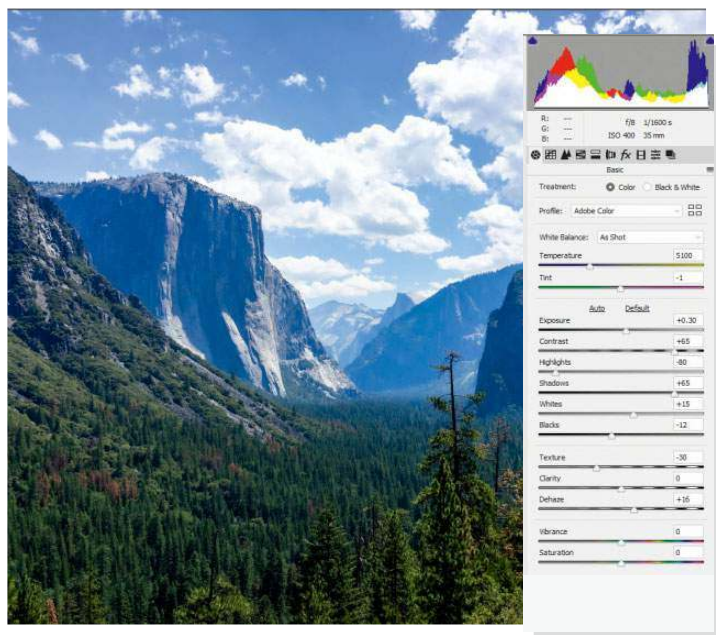 R: ---
G: ---
B: ---
f/8 1/1600 s
ISO 400 35 mm
fx
Basic
Treatment: Color Black & White
Profile: Adobe Color
White Balance: As Shot
Temperature 5100
Tint -1
Auto Default
Exposure +0.30
Contrast +65
Highlights -80
Shadows +65
Whites +15
Blacks -12
Texture -30
Clarity 0
Dehaze +16
Vibrance 0
Saturation 0